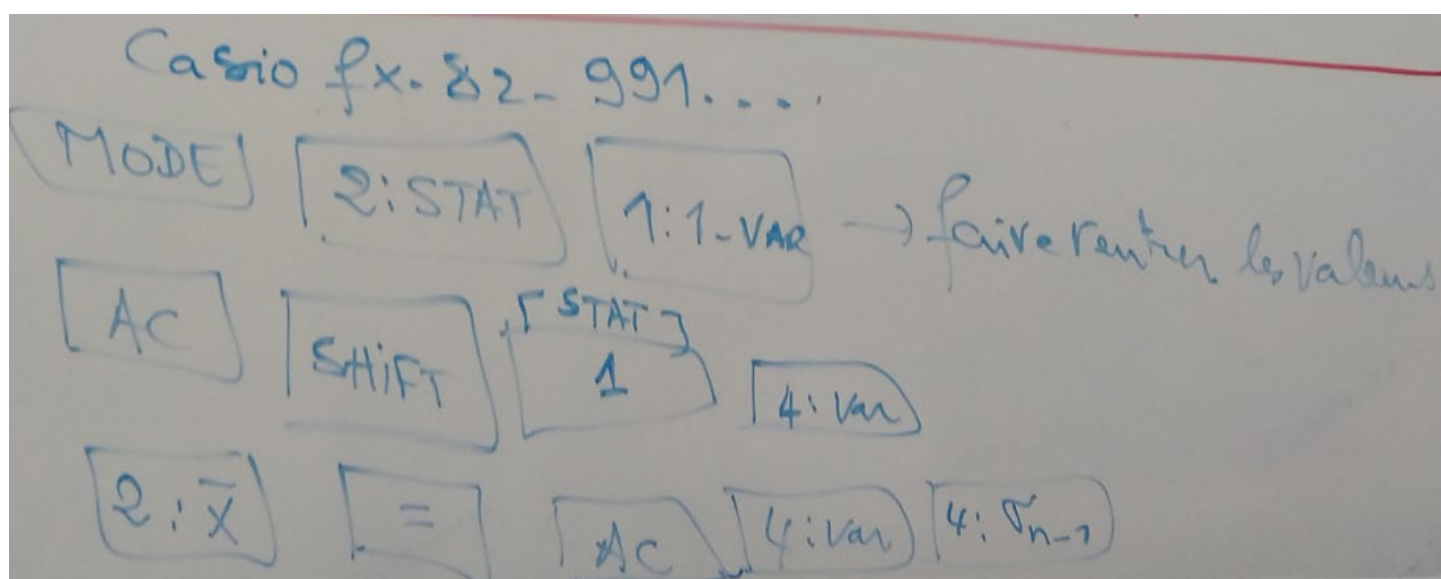 Casio fx-82-991....
MODE 2:STAT 1:1-VAR → faire rentrer les valeurs
AC SHiFT [STAT] 1 4:Var
2:x̄ = AC 4:Var 4:σn-1